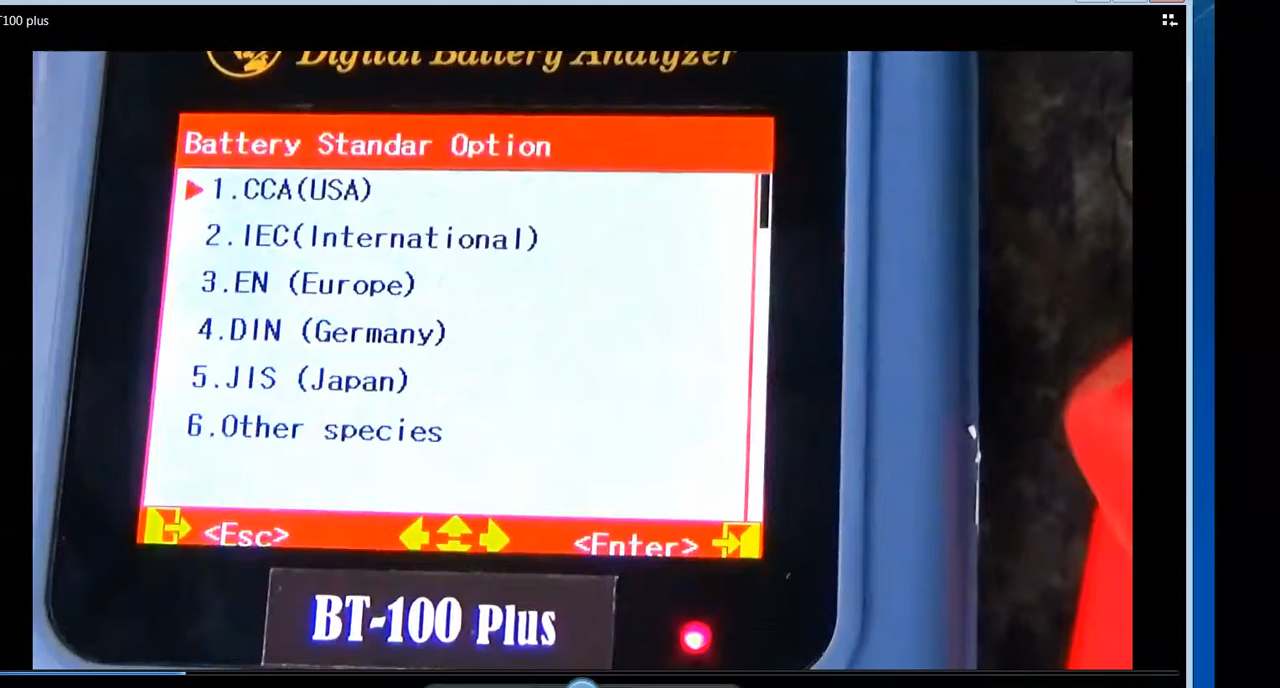 T100 plus
Digital Battery Analyzer
Battery Standar Option
1.CCA(USA)
2.IEC(International)
3.EN (Europe)
4.DIN (Germany)
5.JIS (Japan)
6.Other species
<Esc>
<Enter>
BT-100 Plus